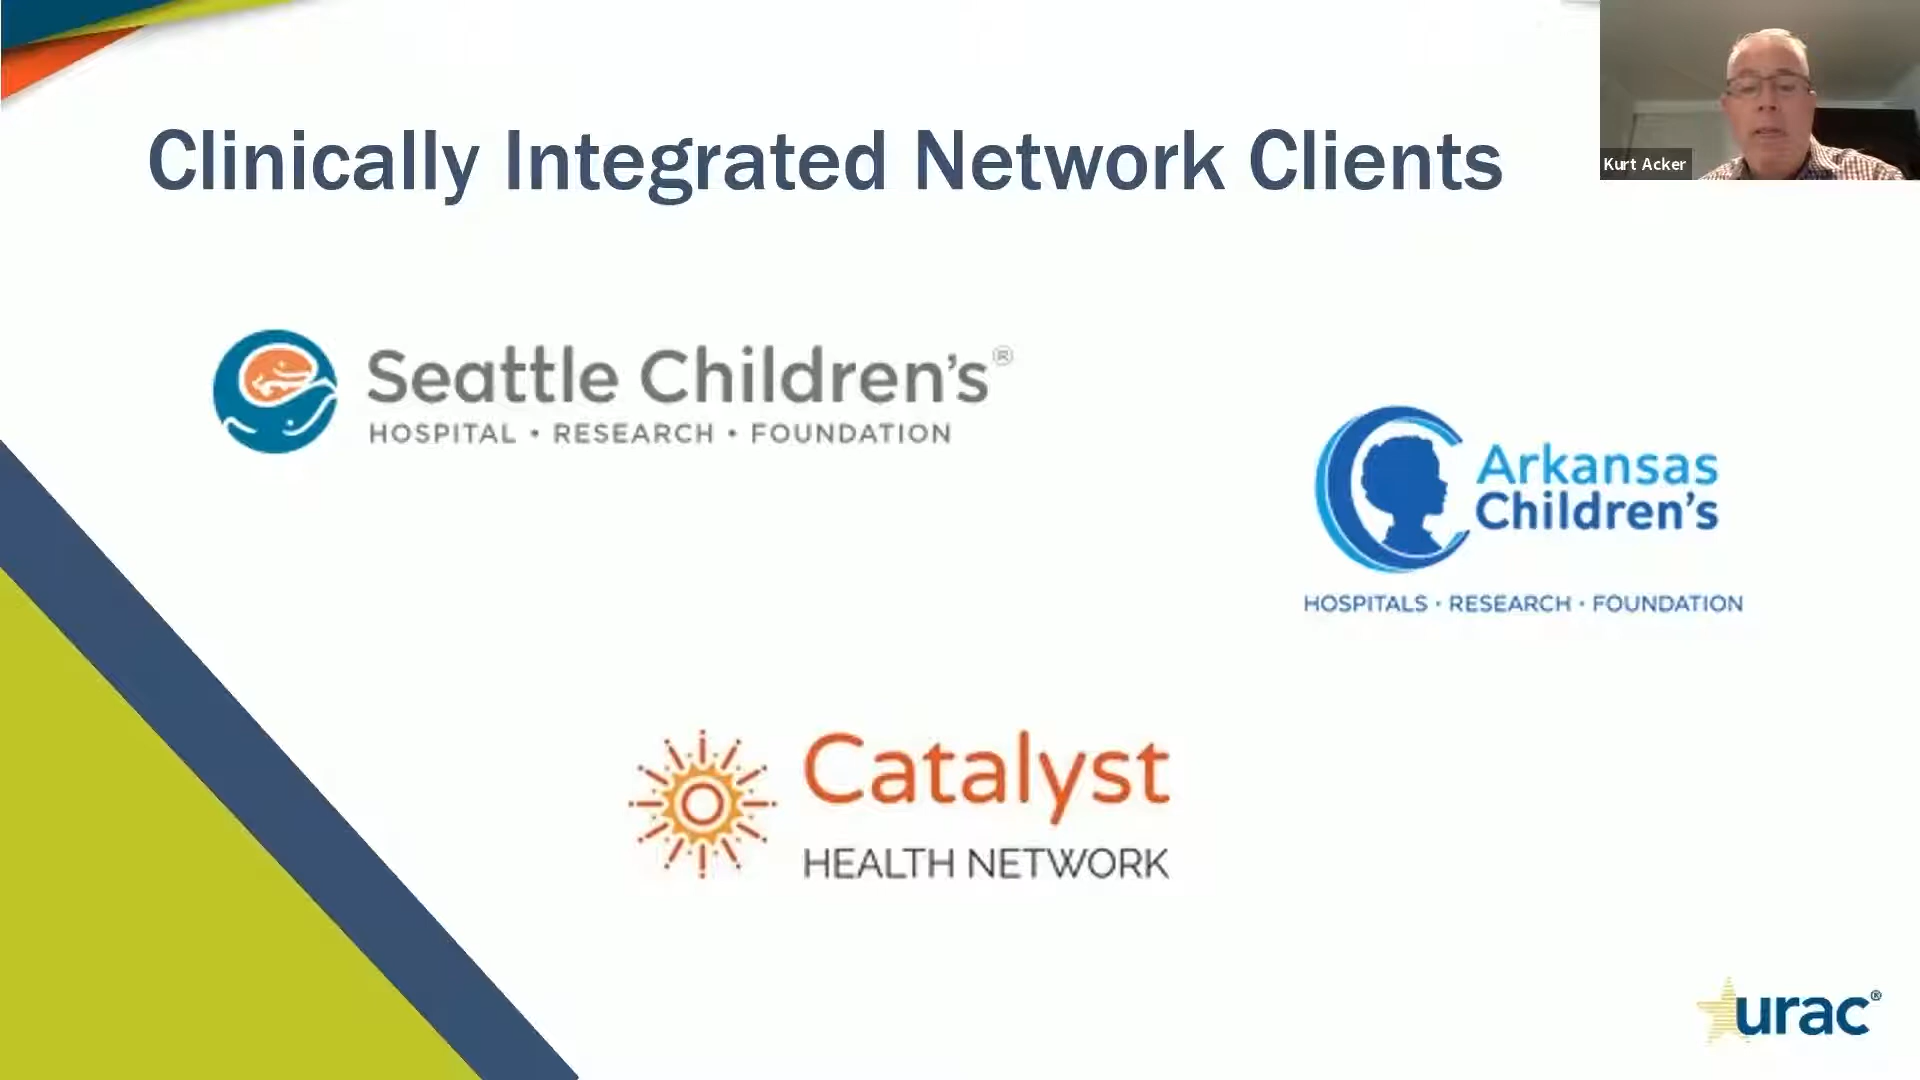 Clinically Integrated Network Clients
Kurt Acker
Seattle Children's®
HOSPITAL • RESEARCH • FOUNDATION
Arkansas
Children's
HOSPITALS • RESEARCH • FOUNDATION
Catalyst
HEALTH NETWORK
urac®